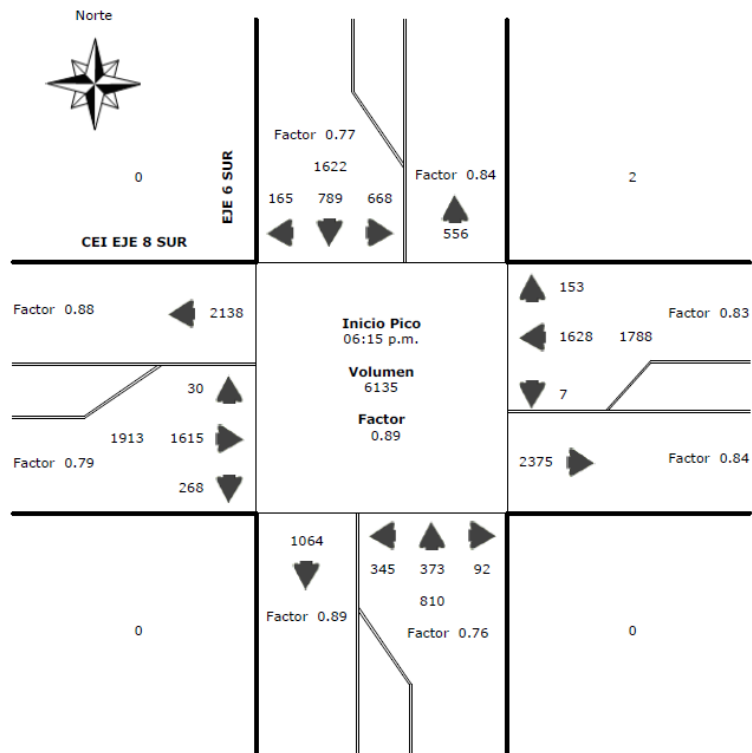 Norte
Factor 0.77
1622
165 789 668
Factor 0.84
556
0
EJE 6 SUR
CEI EJE 8 SUR
2
Factor 0.88
2138
30
1913 1615
Factor 0.79
268
Inicio Pico
06:15 p.m.
Volumen
6135
Factor
0.89
153
Factor 0.83
1628 1788
7
2375
Factor 0.84
1064
Factor 0.89
345 373 92
810
Factor 0.76
0
0